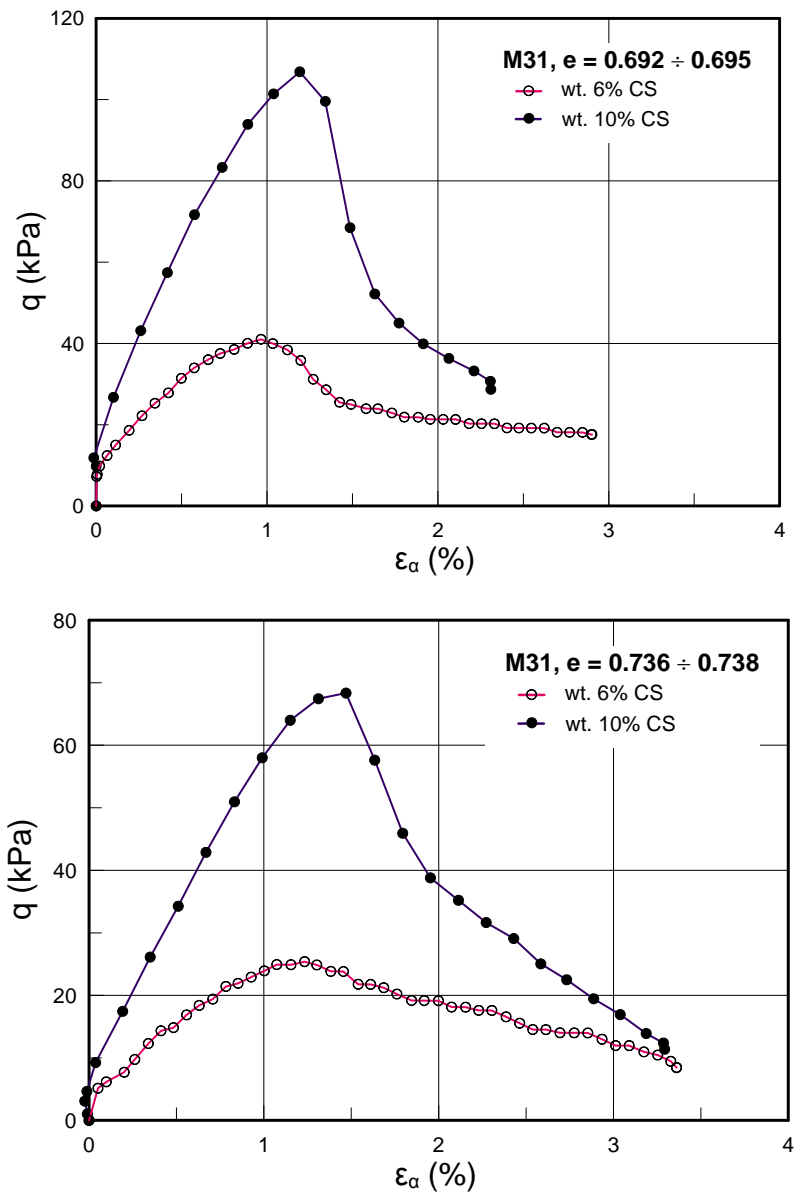 120
80
40
0
q (kPa)
M31, e = 0.692 ÷ 0.695
wt. 6% CS
wt. 10% CS
0 1 2 3 4
εα (%)
80
60
40
20
0
q (kPa)
M31, e = 0.736 ÷ 0.738
wt. 6% CS
wt. 10% CS
0 1 2 3 4
εα (%)